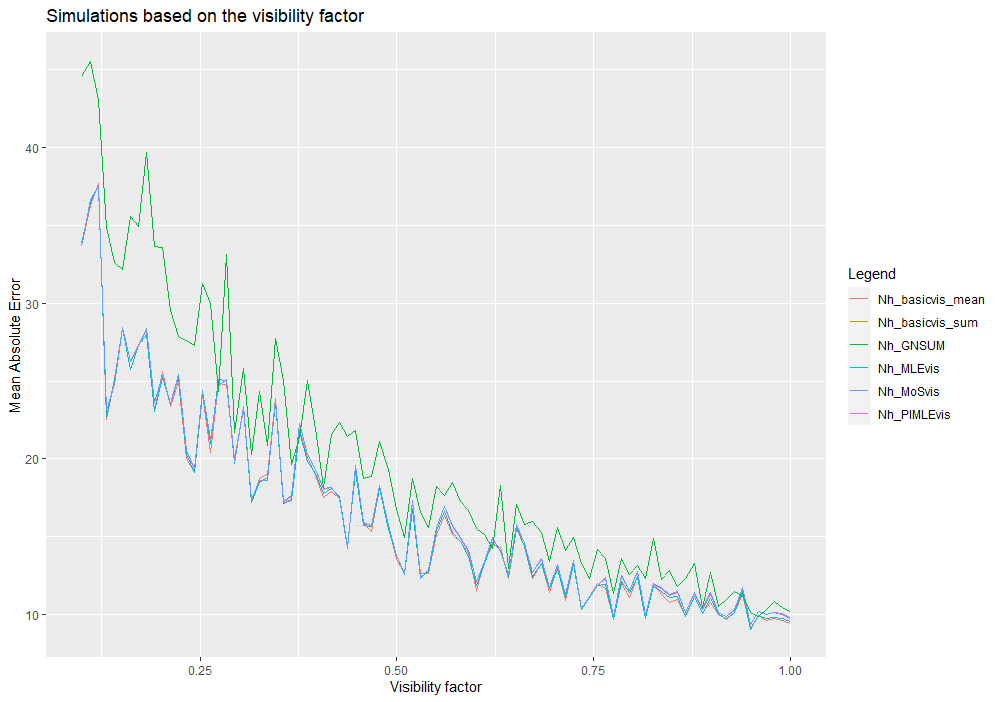 Simulations based on the visibility factor
Mean Absolute Error
40
30
20
10
0.25
0.50
0.75
1.00
Visibility factor
Legend
Nh_basicvis_mean
Nh_basicvis_sum
Nh_GNSUM
Nh_MLEvis
Nh_MoSvis
Nh_PIMLEvis